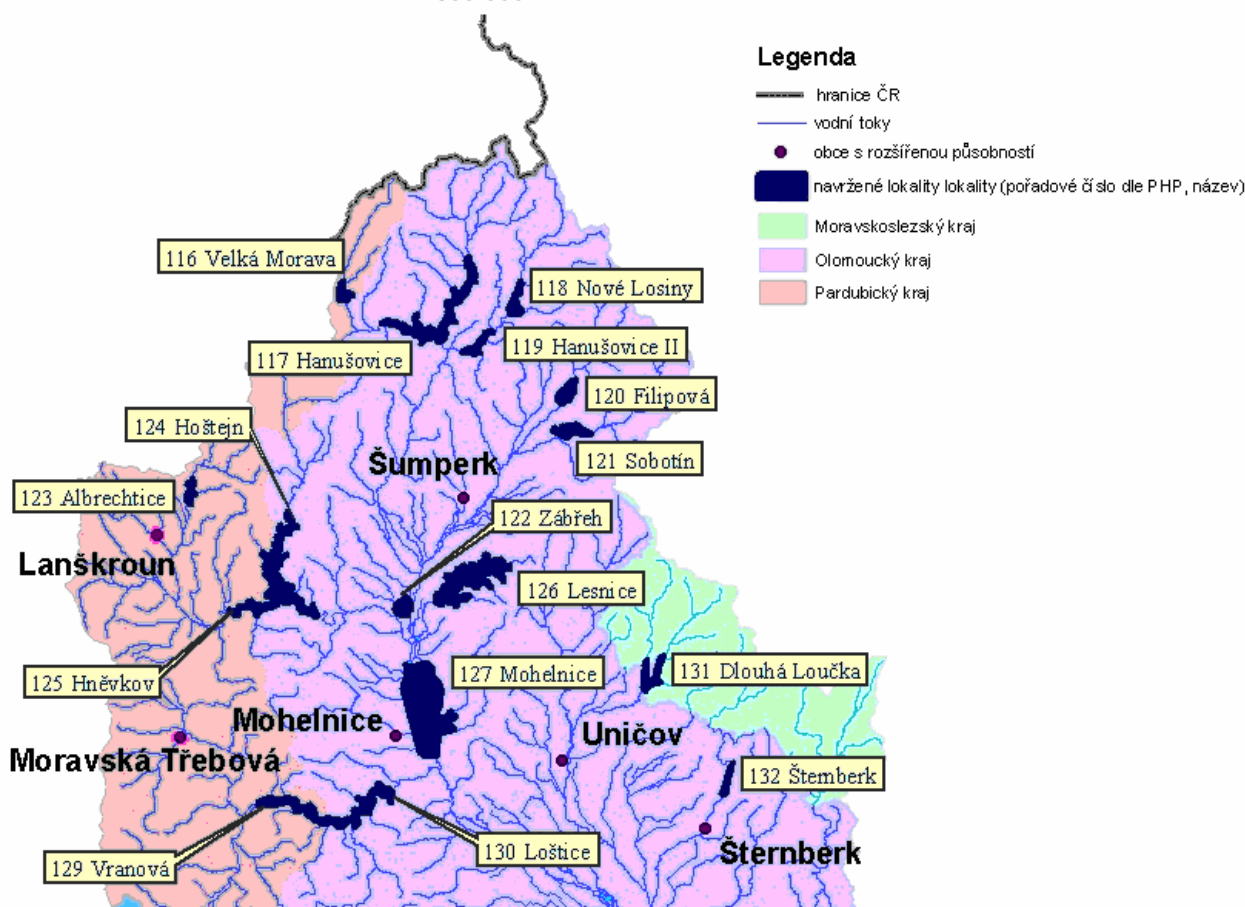 Legenda
hranice ČR
vodní toky
obce s rozšířenou působností
navržené lokality lokality (pořadové číslo dle PHP, název)
Moravskoslezský kraj
Olomoucký kraj
Pardubický kraj
116 Velká Morava
118 Nové Losiny
117 Hanušovice
119 Hanušovice II
120 Filipová
124 Hoštejn
121 Sobotín
Šumperk
123 Albrechtice
122 Zábřeh
Lanškroun
126 Lesnice
125 Hněvkov
127 Mohelnice
131 Dlouhá Loučka
Mohelnice
Uničov
Moravská Třebová
132 Štemberk
129 Vranová
130 Loštice
Šternberk